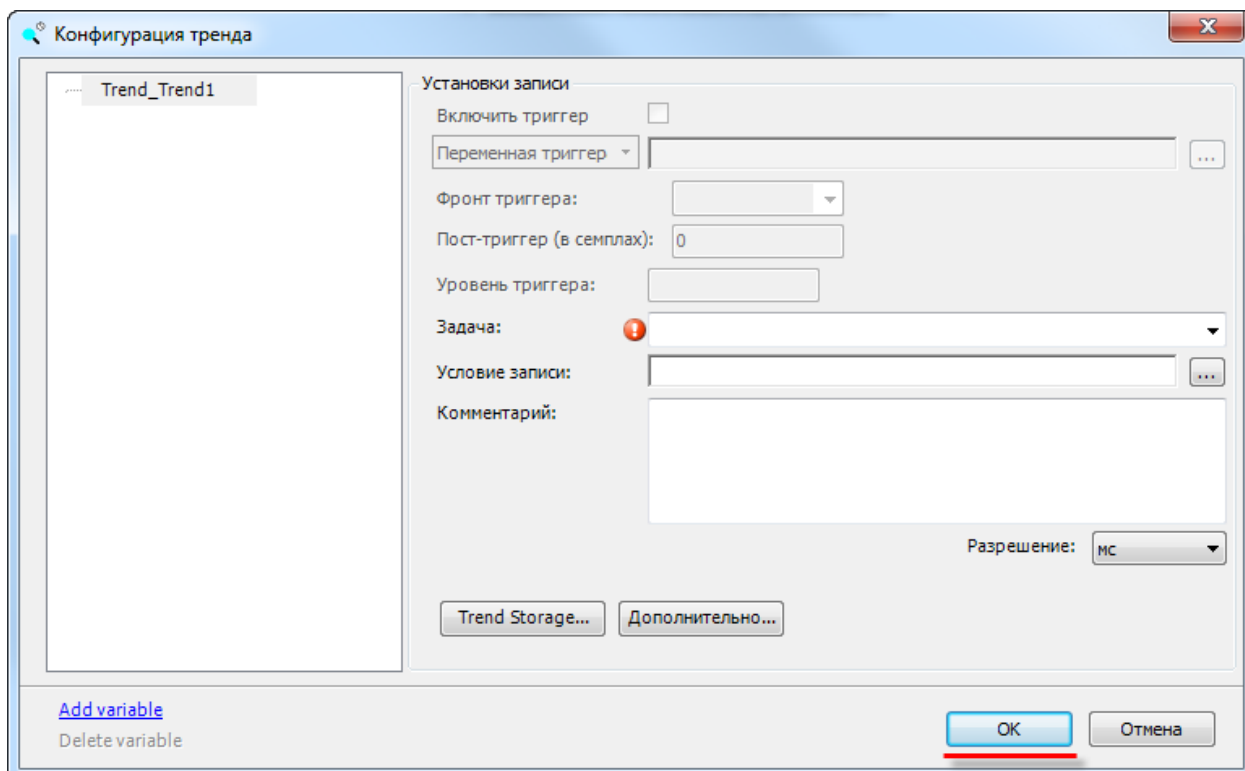 Конфигурация тренда
Trend_Trend1
Установки записи
Включить триггер
Переменная триггер
...
Фронт триггера:
Пост-триггер (в семплах): 0
Уровень триггера:
Задача:
Условие записи:
...
Комментарий:
Разрешение: мс
Trend Storage... Дополнительно...
Add variable
Delete variable
OK Отмена